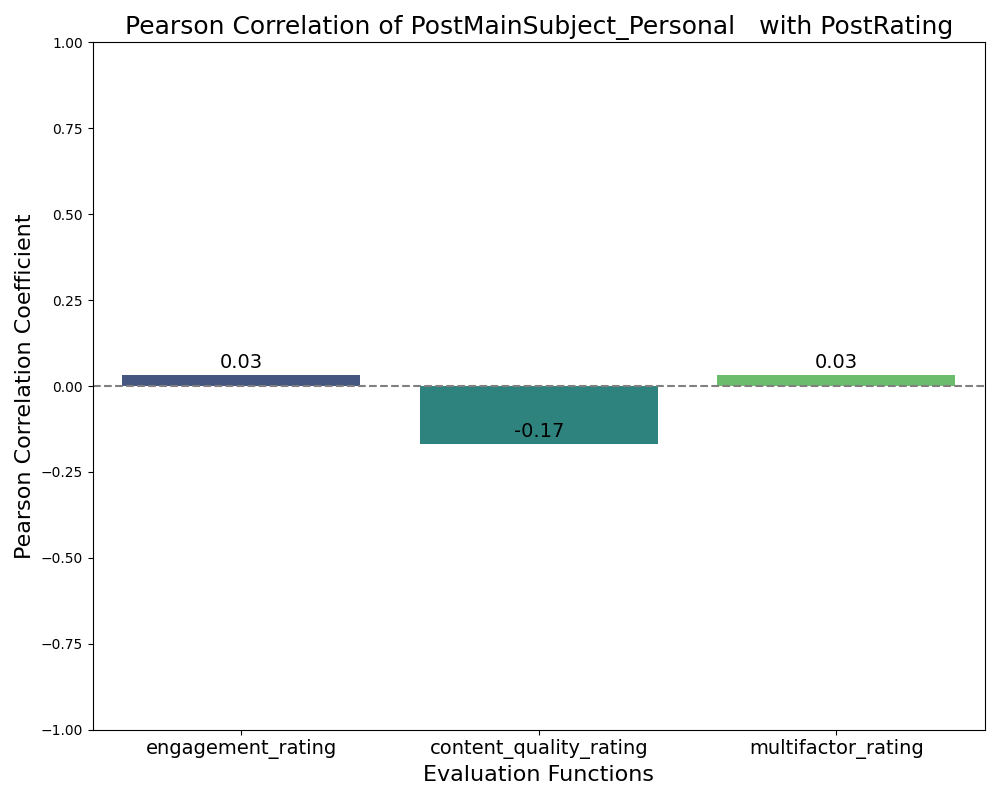 Pearson Correlation of PostMainSubject_Personal   with PostRating
1.00
0.75
0.50
0.25
0.00
−0.25
−0.50
−0.75
−1.00
Pearson Correlation Coefficient
0.03
-0.17
0.03
engagement_rating
content_quality_rating
multifactor_rating
Evaluation Functions